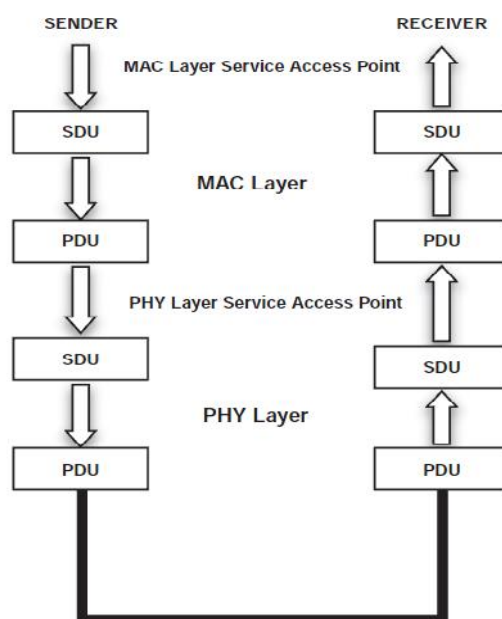 SENDER
RECEIVER
MAC Layer Service Access Point
SDU
SDU
MAC Layer
PDU
PDU
PHY Layer Service Access Point
SDU
SDU
PHY Layer
PDU
PDU